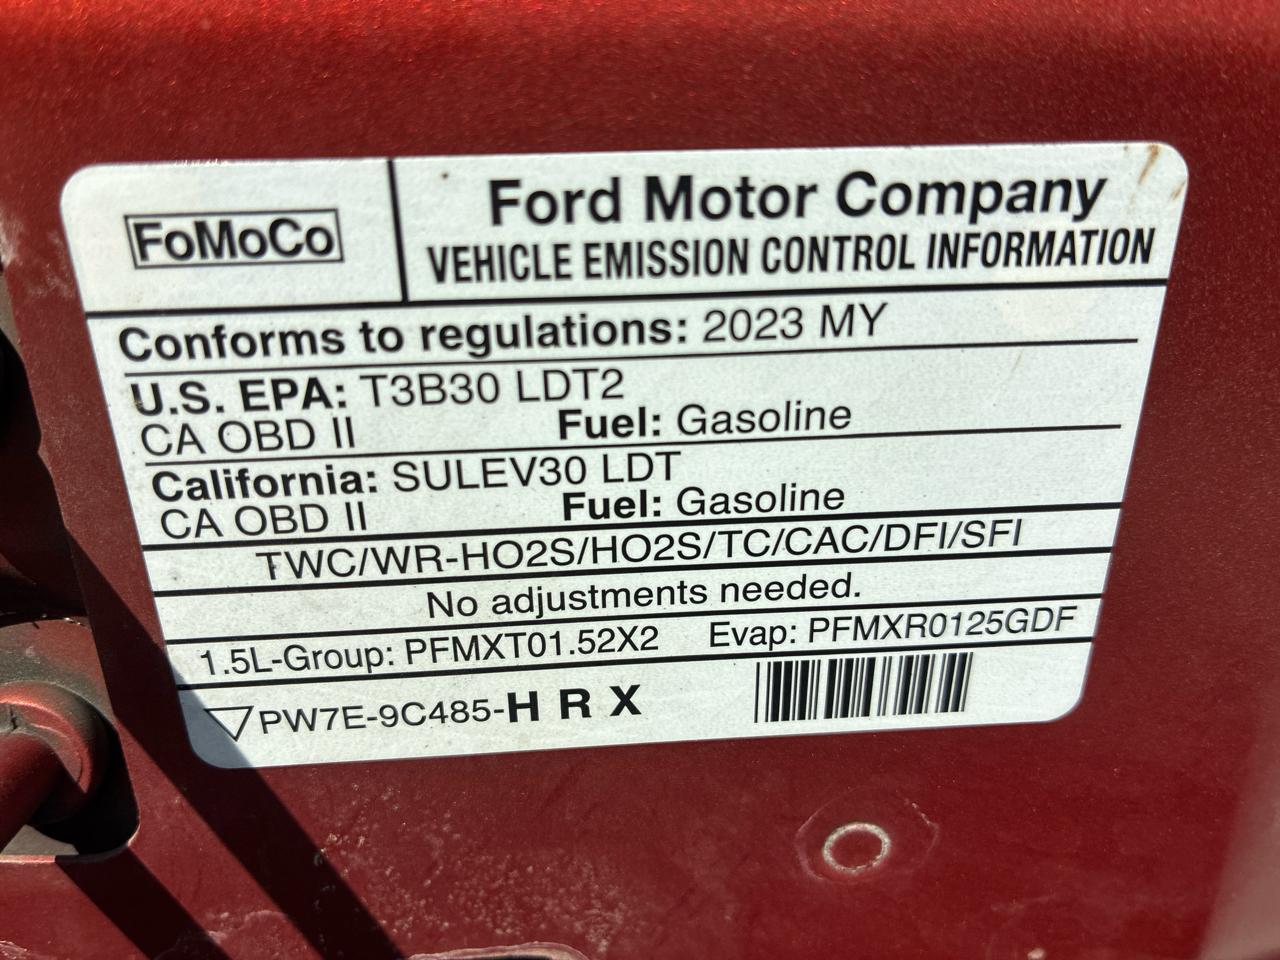 FoMoCo
Ford Motor Company
VEHICLE EMISSION CONTROL INFORMATION
Conforms to regulations: 2023 MY
U.S. EPA: T3B30 LDT2
CA OBD II Fuel: Gasoline
California: SULEV30 LDT
CA OBD II Fuel: Gasoline
TWC/WR-HO2S/HO2S/TC/CAC/DFI/SFI
No adjustments needed.
1.5L-Group: PFMXT01.52X2 Evap: PFMXR0125GDF
PW7E-9C485-H R X